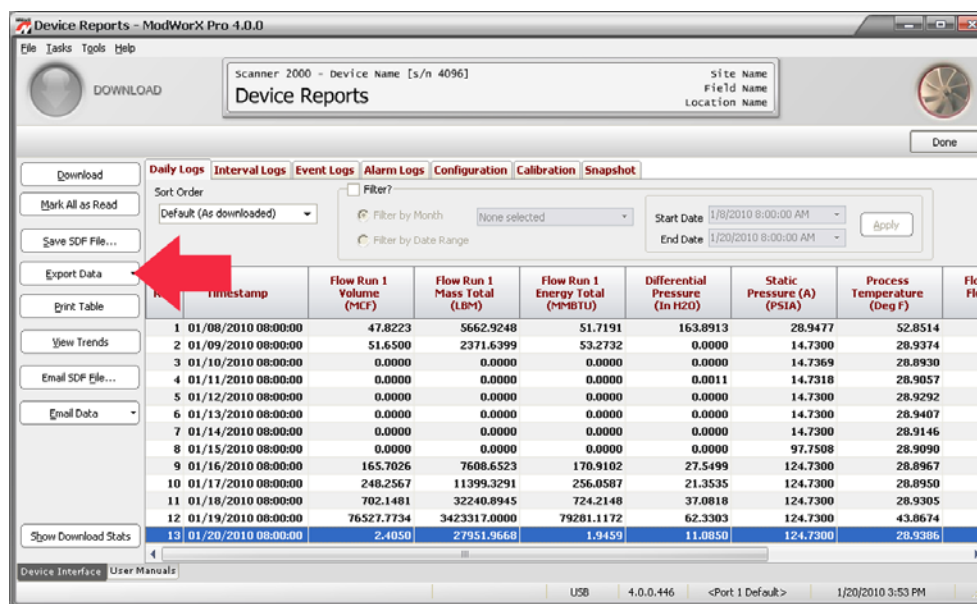 Device Reports - ModWorX Pro 4.0.0
File Tasks Tools Help
DOWNLOAD
Scanner 2000 - Device Name [s/n 4096]
Device Reports
Site Name
Field Name
Location Name
Done
Download
Mark All as Read
Save SDF File...
Export Data
Print Table
View Trends
Email SDF File...
Email Data
Show Download Stats
Daily Logs Interval Logs Event Logs Alarm Logs Configuration Calibration Snapshot
Sort Order
Default (As downloaded)
Filter?
Filter by Month None selected
Filter by Date Range
Start Date 1/8/2010 8:00:00 AM
End Date 1/20/2010 8:00:00 AM
Apply
Timestamp
Flow Run 1
Volume
(MCF)
Flow Run 1
Mass Total
(LBM)
Flow Run 1
Energy Total
(MMBTU)
Differential
Pressure
(In H2O)
Static
Pressure (A)
(PSIA)
Process
Temperature
(Deg F)
1 01/08/2010 08:00:00 47.8223 5662.9248 51.7191 163.8913 28.9477 52.8514
2 01/09/2010 08:00:00 51.6500 2371.6399 53.2732 0.0000 14.7300 28.9374
3 01/10/2010 08:00:00 0.0000 0.0000 0.0000 0.0000 14.7369 28.8930
4 01/11/2010 08:00:00 0.0000 0.0000 0.0000 0.0011 14.7318 28.9057
5 01/12/2010 08:00:00 0.0000 0.0000 0.0000 0.0000 14.7300 28.9292
6 01/13/2010 08:00:00 0.0000 0.0000 0.0000 0.0000 14.7300 28.9407
7 01/14/2010 08:00:00 0.0000 0.0000 0.0000 0.0000 14.7300 28.9146
8 01/15/2010 08:00:00 0.0000 0.0000 0.0000 0.0000 97.7508 28.9090
9 01/16/2010 08:00:00 165.7026 7608.6523 170.9102 27.5499 124.7300 28.8967
10 01/17/2010 08:00:00 248.2567 11399.3291 256.0587 21.3535 124.7300 28.8950
11 01/18/2010 08:00:00 702.1481 32240.8945 724.2148 37.0818 124.7300 28.9305
12 01/19/2010 08:00:00 76527.7734 3423317.0000 79281.1172 62.3303 124.7300 43.8674
13 01/20/2010 08:00:00 2.4050 27951.9668 1.9459 11.0850 124.7300 28.9386
Device Interface User Manuals
USB 4.0.0.446 <Port 1 Default> 1/20/2010 3:53 PM